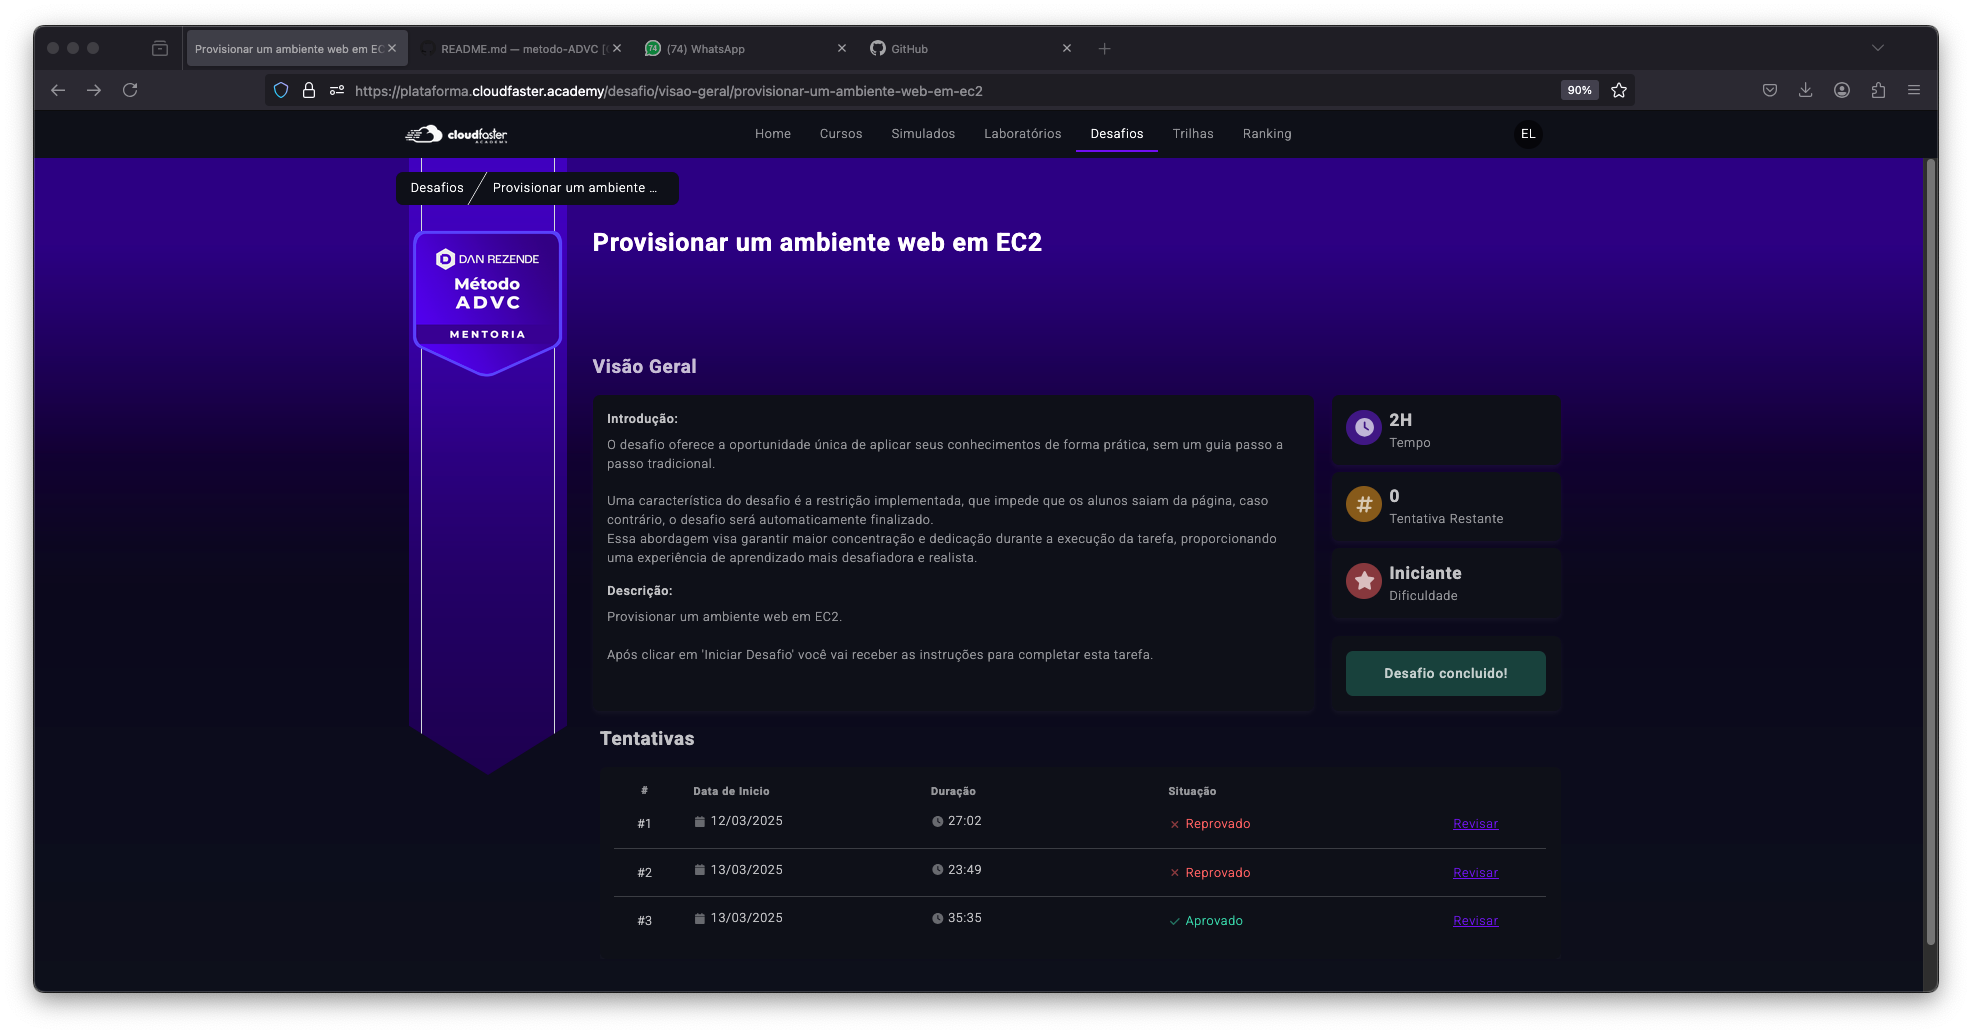 Provisionar um ambiente web em EC
README.md — metodo-ADVC [
74
(74) WhatsApp
GitHub
https://plataforma.cloudfaster.academy/desafio/visao-geral/provisionar-um-ambiente-web-em-ec2
90%
cloudfaster
ACADEMY
Home
Cursos
Simulados
Laboratórios
Desafios
Trilhas
Ranking
EL
Desafios
Provisionar um ambiente ...
DAN REZENDE
Método
ADVC
MENTORIA
Provisionar um ambiente web em EC2
Visão Geral
Introdução:
O desafio oferece a oportunidade única de aplicar seus conhecimentos de forma prática, sem um guia passo a
passo tradicional.
Uma característica do desafio é a restrição implementada, que impede que os alunos saiam da página, caso
contrário, o desafio será automaticamente finalizado.
Essa abordagem visa garantir maior concentração e dedicação durante a execução da tarefa, proporcionando
uma experiência de aprendizado mais desafiadora e realista.
Descrição:
Provisionar um ambiente web em EC2.
Após clicar em 'Iniciar Desafio' você vai receber as instruções para completar esta tarefa.
2H
Tempo
#
0
Tentativa Restante
Iniciante
Dificuldade
Desafio concluido!
Tentativas
# Data de Inicio Duração Situação
#1 12/03/2025 27:02 Reprovado Revisar
#2 13/03/2025 23:49 Reprovado Revisar
#3 13/03/2025 35:35 Aprovado Revisar